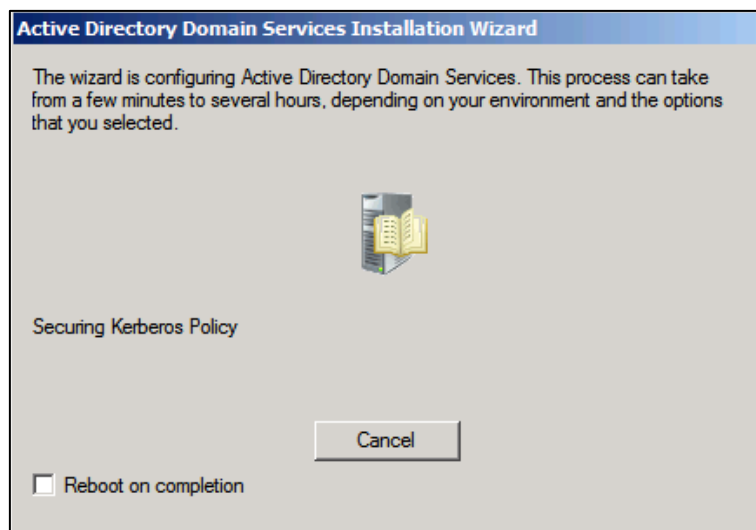 Active Directory Domain Services Installation Wizard
The wizard is configuring Active Directory Domain Services. This process can take
from a few minutes to several hours, depending on your environment and the options
that you selected.
Securing Kerberos Policy
Cancel
Reboot on completion